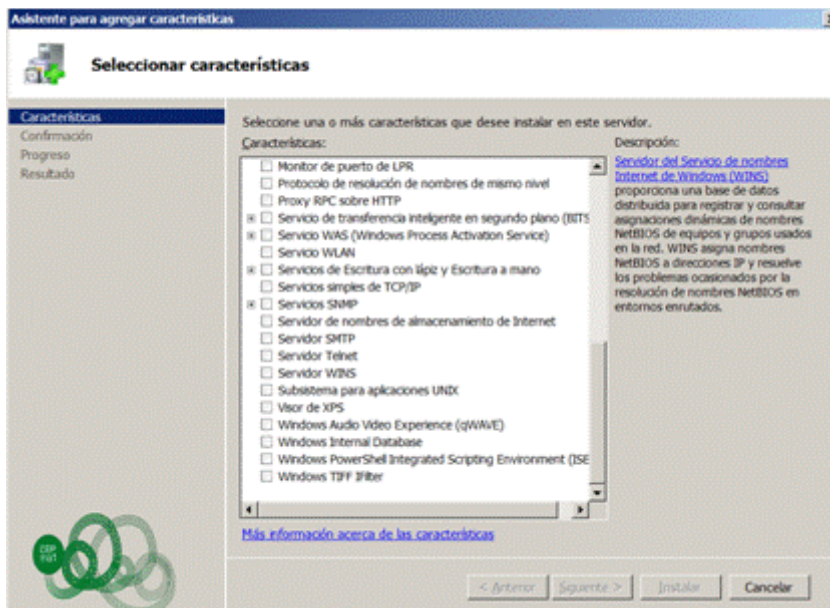 Asistente para agregar características
Seleccionar características
Características
Confirmación
Progreso
Resultado
Seleccione una o más características que desee instalar en este servidor.
Características:
Monitor de puerto de LPR
Protocolo de resolución de nombres de mismo nivel
Proxy RPC sobre HTTP
Servicio de transferencia inteligente en segundo plano (BITS
Servicio WAS (Windows Process Activation Service)
Servicio WLAN
Servicios de Escritura con lápiz y Escritura a mano
Servicios simples de TCP/IP
Servicios SNMP
Servidor de nombres de almacenamiento de Internet
Servidor SMTP
Servidor Telnet
Servidor WINS
Subsistema para aplicaciones UNIX
Visor de XPS
Windows Audio Video Experience (qWAVE)
Windows Internal Database
Windows PowerShell Integrated Scripting Environment (ISE
Windows TIFF IFilter
Descripción:
Servidor del Servicio de nombres
Internet de Windows (WINS)
proporciona una base de datos
distribuida para registrar y consultar
asignaciones dinámicas de nombres
NetBIOS de equipos y grupos usados
en la red. WINS asigna nombres
NetBIOS a direcciones IP y resuelve
los problemas ocasionados por la
resolución de nombres NetBIOS en
entornos enrutados.
Más información acerca de las características
< Anterior
Siguiente >
Instalar
Cancelar